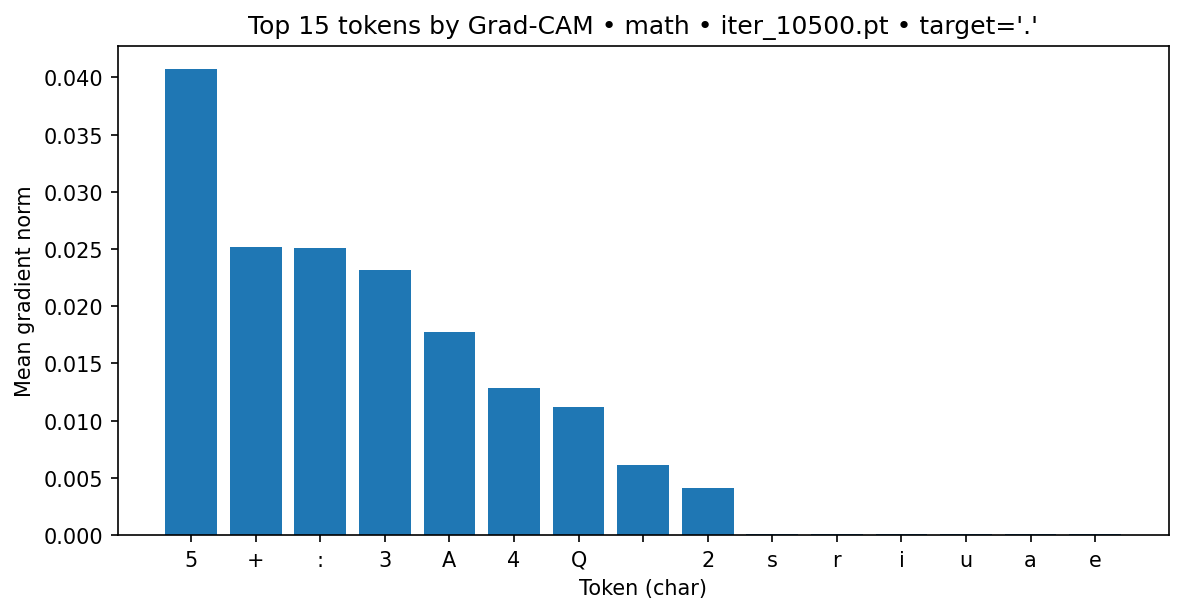 Top 15 tokens by Grad-CAM • math • iter_10500.pt • target='.'
Mean gradient norm
0.040
0.035
0.030
0.025
0.020
0.015
0.010
0.005
0.000
5 + : 3 A 4 Q 2 s r i u a e
Token (char)